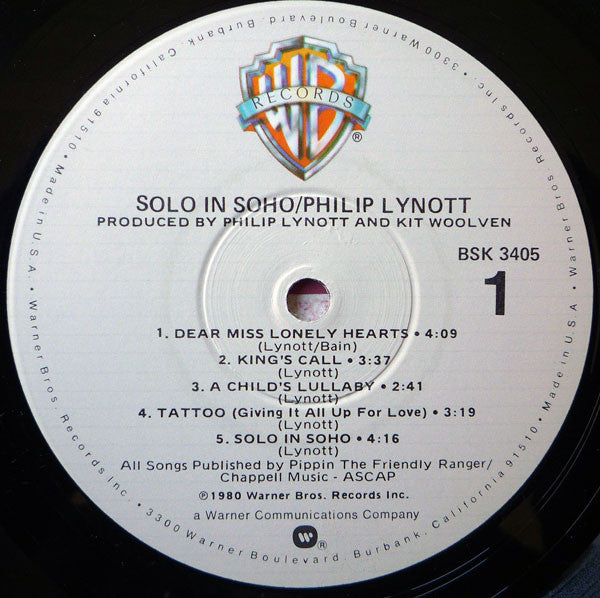 WB
RECORDS
®
SOLO IN SOHO/PHILIP LYNOTT
PRODUCED BY PHILIP LYNOTT AND KIT WOOLVEN
BSK 3405
1
1. DEAR MISS LONELY HEARTS • 4:09
(Lynott/Bain)
2. KING'S CALL • 3:37
(Lynott)
3. A CHILD'S LULLABY • 2:41
(Lynott)
4. TATTOO (Giving It All Up For Love) • 3:19
(Lynott)
5. SOLO IN SOHO • 4:16
(Lynott)
All Songs Published by Pippin The Friendly Ranger/
Chappell Music - ASCAP
℗1980 Warner Bros. Records Inc.
a Warner Communications Company
®
Warner Bros. Records Inc. • 3300 Warner Boulevard, Burbank, California 91510 • Made in U.S.A. • Warner Bros. Records Inc. • 3300 Warner Boulevard, Burbank, California 91510 • Made in U.S.A. •